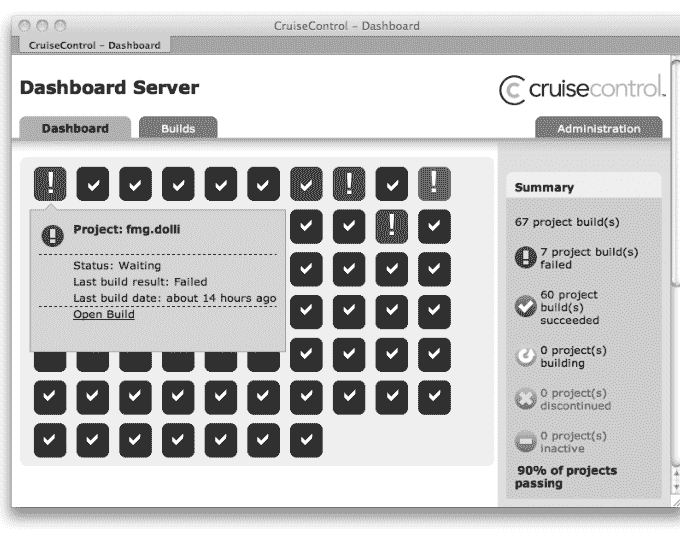 CruiseControl – Dashboard
CruiseControl – Dashboard
Dashboard Server
cruisecontrol
Dashboard
Builds
Administration
Project: fmg.dolli
Status: Waiting
Last build result: Failed
Last build date: about 14 hours ago
Open Build
Summary
67 project build(s)
7 project build(s)
failed
60 project
build(s)
succeeded
0 project(s)
building
0 project(s)
discontinued
0 project(s)
inactive
90% of projects
passing